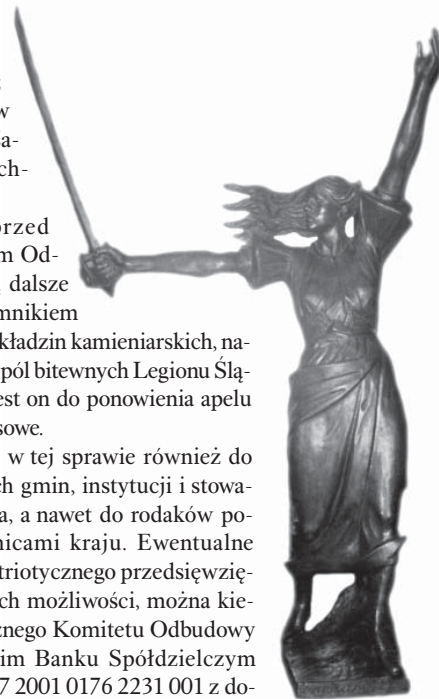 w
a-
ch-
orzed
m Od-
dalsze
mnikiem
kładzin kamieniarskich, na-
pól bitewnych Legionu Ślą-
est on do ponowienia apelu
sowe.
w tej sprawie również do
ch gmin, instytucji i stowa-
a, a nawet do rodaków po-
nicami kraju. Ewentualne
triotycznego przedsięwzię-
ch możliwości, można kie-
znego Komitetu Odbudowy
im Banku Spółdzielczym
7 2001 0176 2231 001 z do-